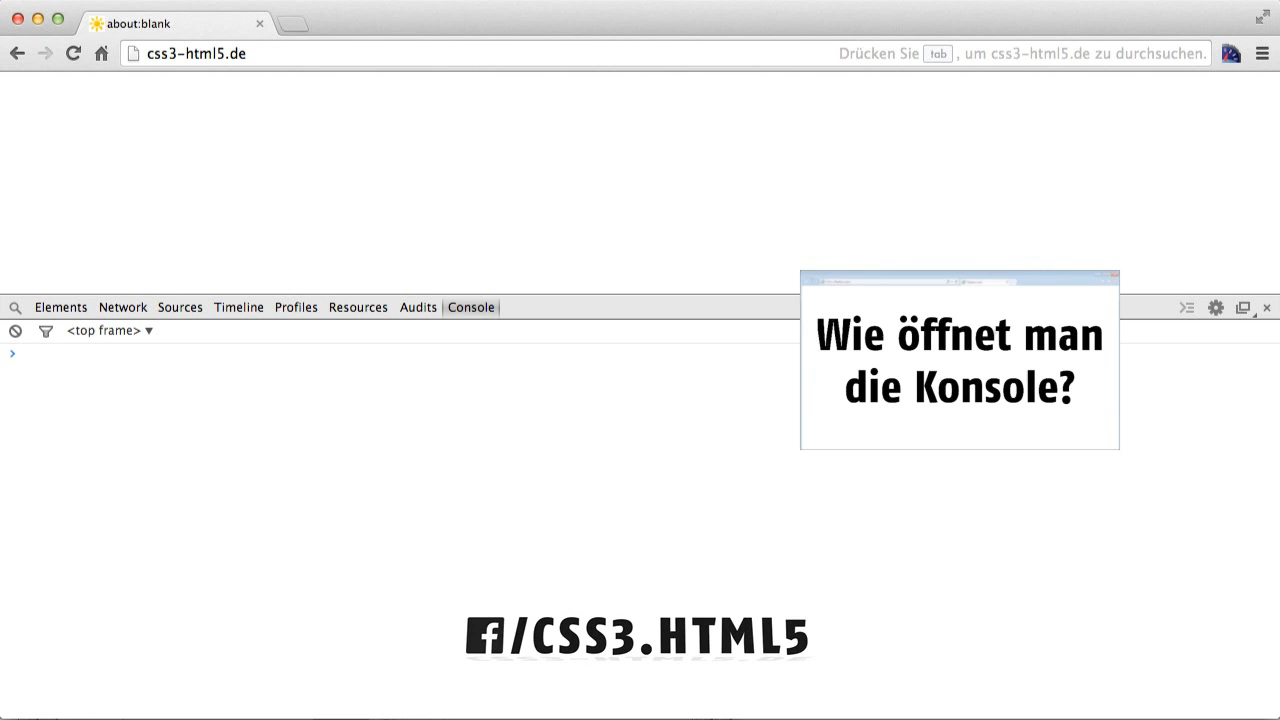 about:blank
css3-html5.de
Drücken Sie tab , um css3-html5.de zu durchsuchen.
Elements Network Sources Timeline Profiles Resources Audits Console
<top frame>
Wie öffnet man
die Konsole?
/CSS3.HTML5